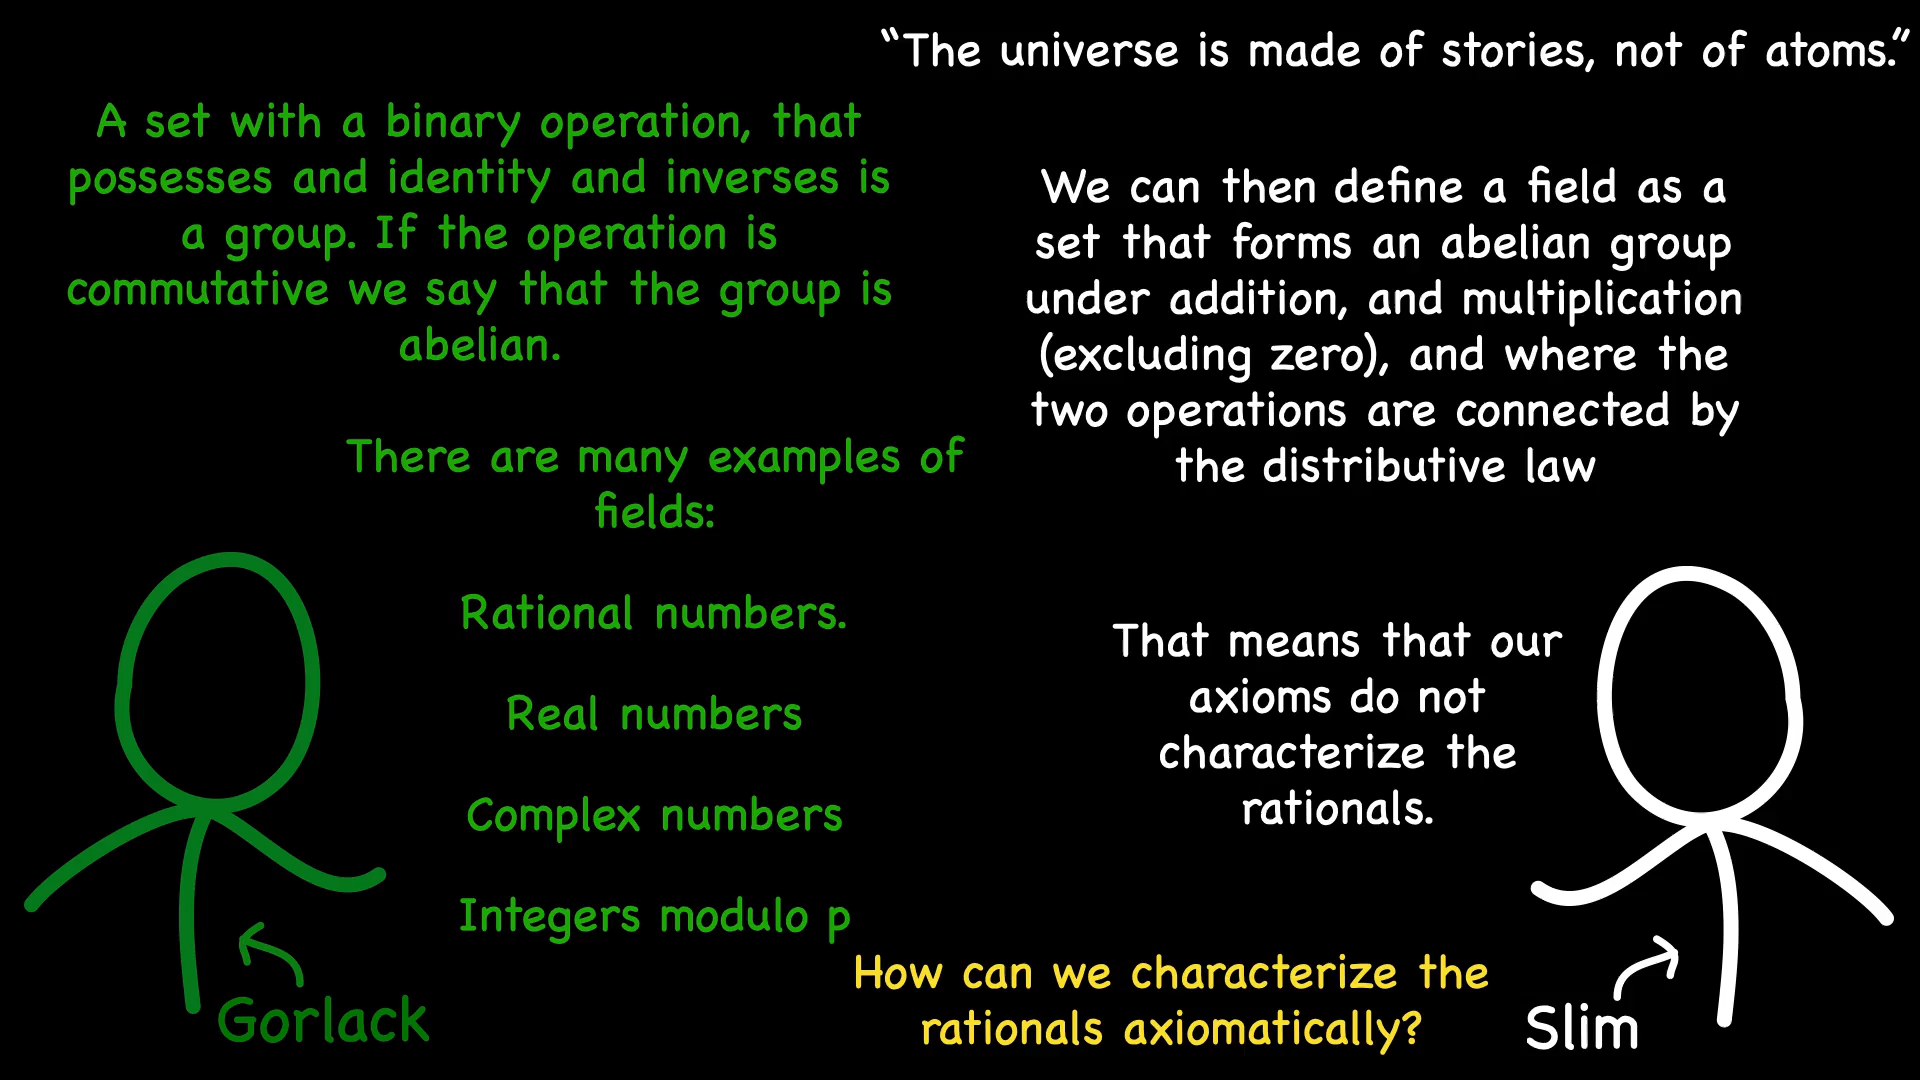 “The universe is made of stories, not of atoms.”
A set with a binary operation, that
possesses and identity and inverses is
a group. If the operation is
commutative we say that the group is
abelian.
We can then define a field as a
set that forms an abelian group
under addition, and multiplication
(excluding zero), and where the
two operations are connected by
the distributive law
There are many examples of
fields:
Rational numbers.
Real numbers
Complex numbers
Integers modulo p
That means that our
axioms do not
characterize the
rationals.
How can we characterize the
rationals axiomatically?
Gorlack
Slim